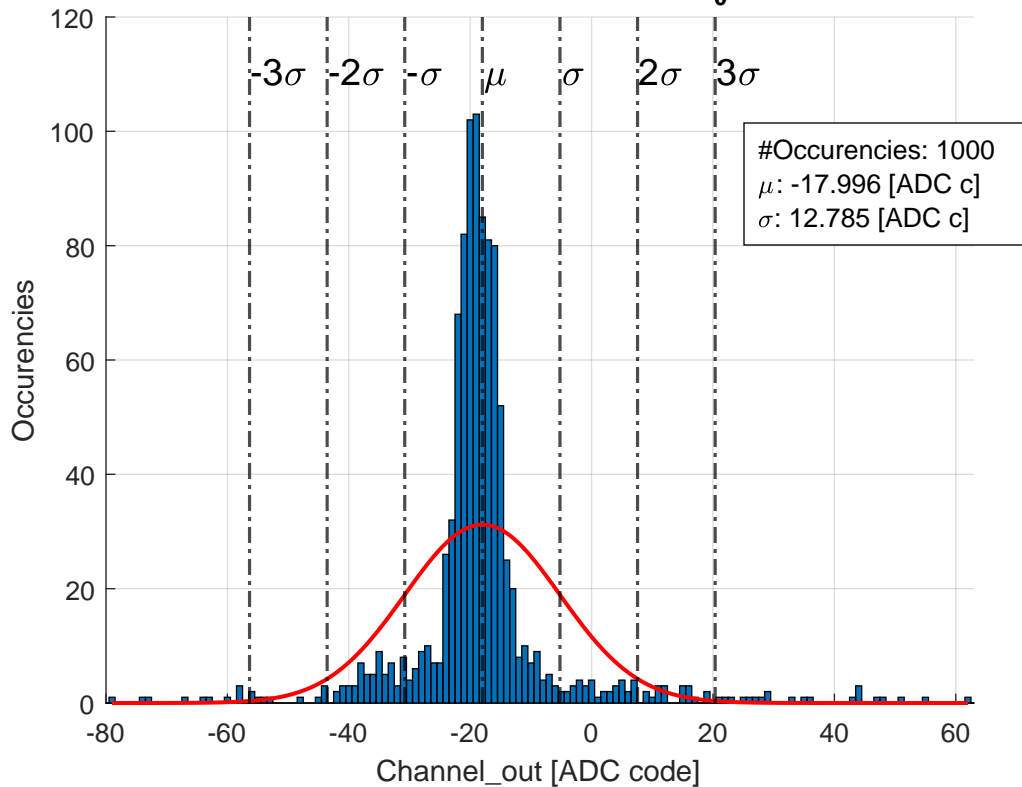 0
120
100
80
60
40
20
0
-3σ -2σ -σ μ σ 2σ 3σ
#Occurencies: 1000
μ: -17.996 [ADC c]
σ: 12.785 [ADC c]
Occurencies
-80 -60 -40 -20 0 20 40 60
Channel_out [ADC code]